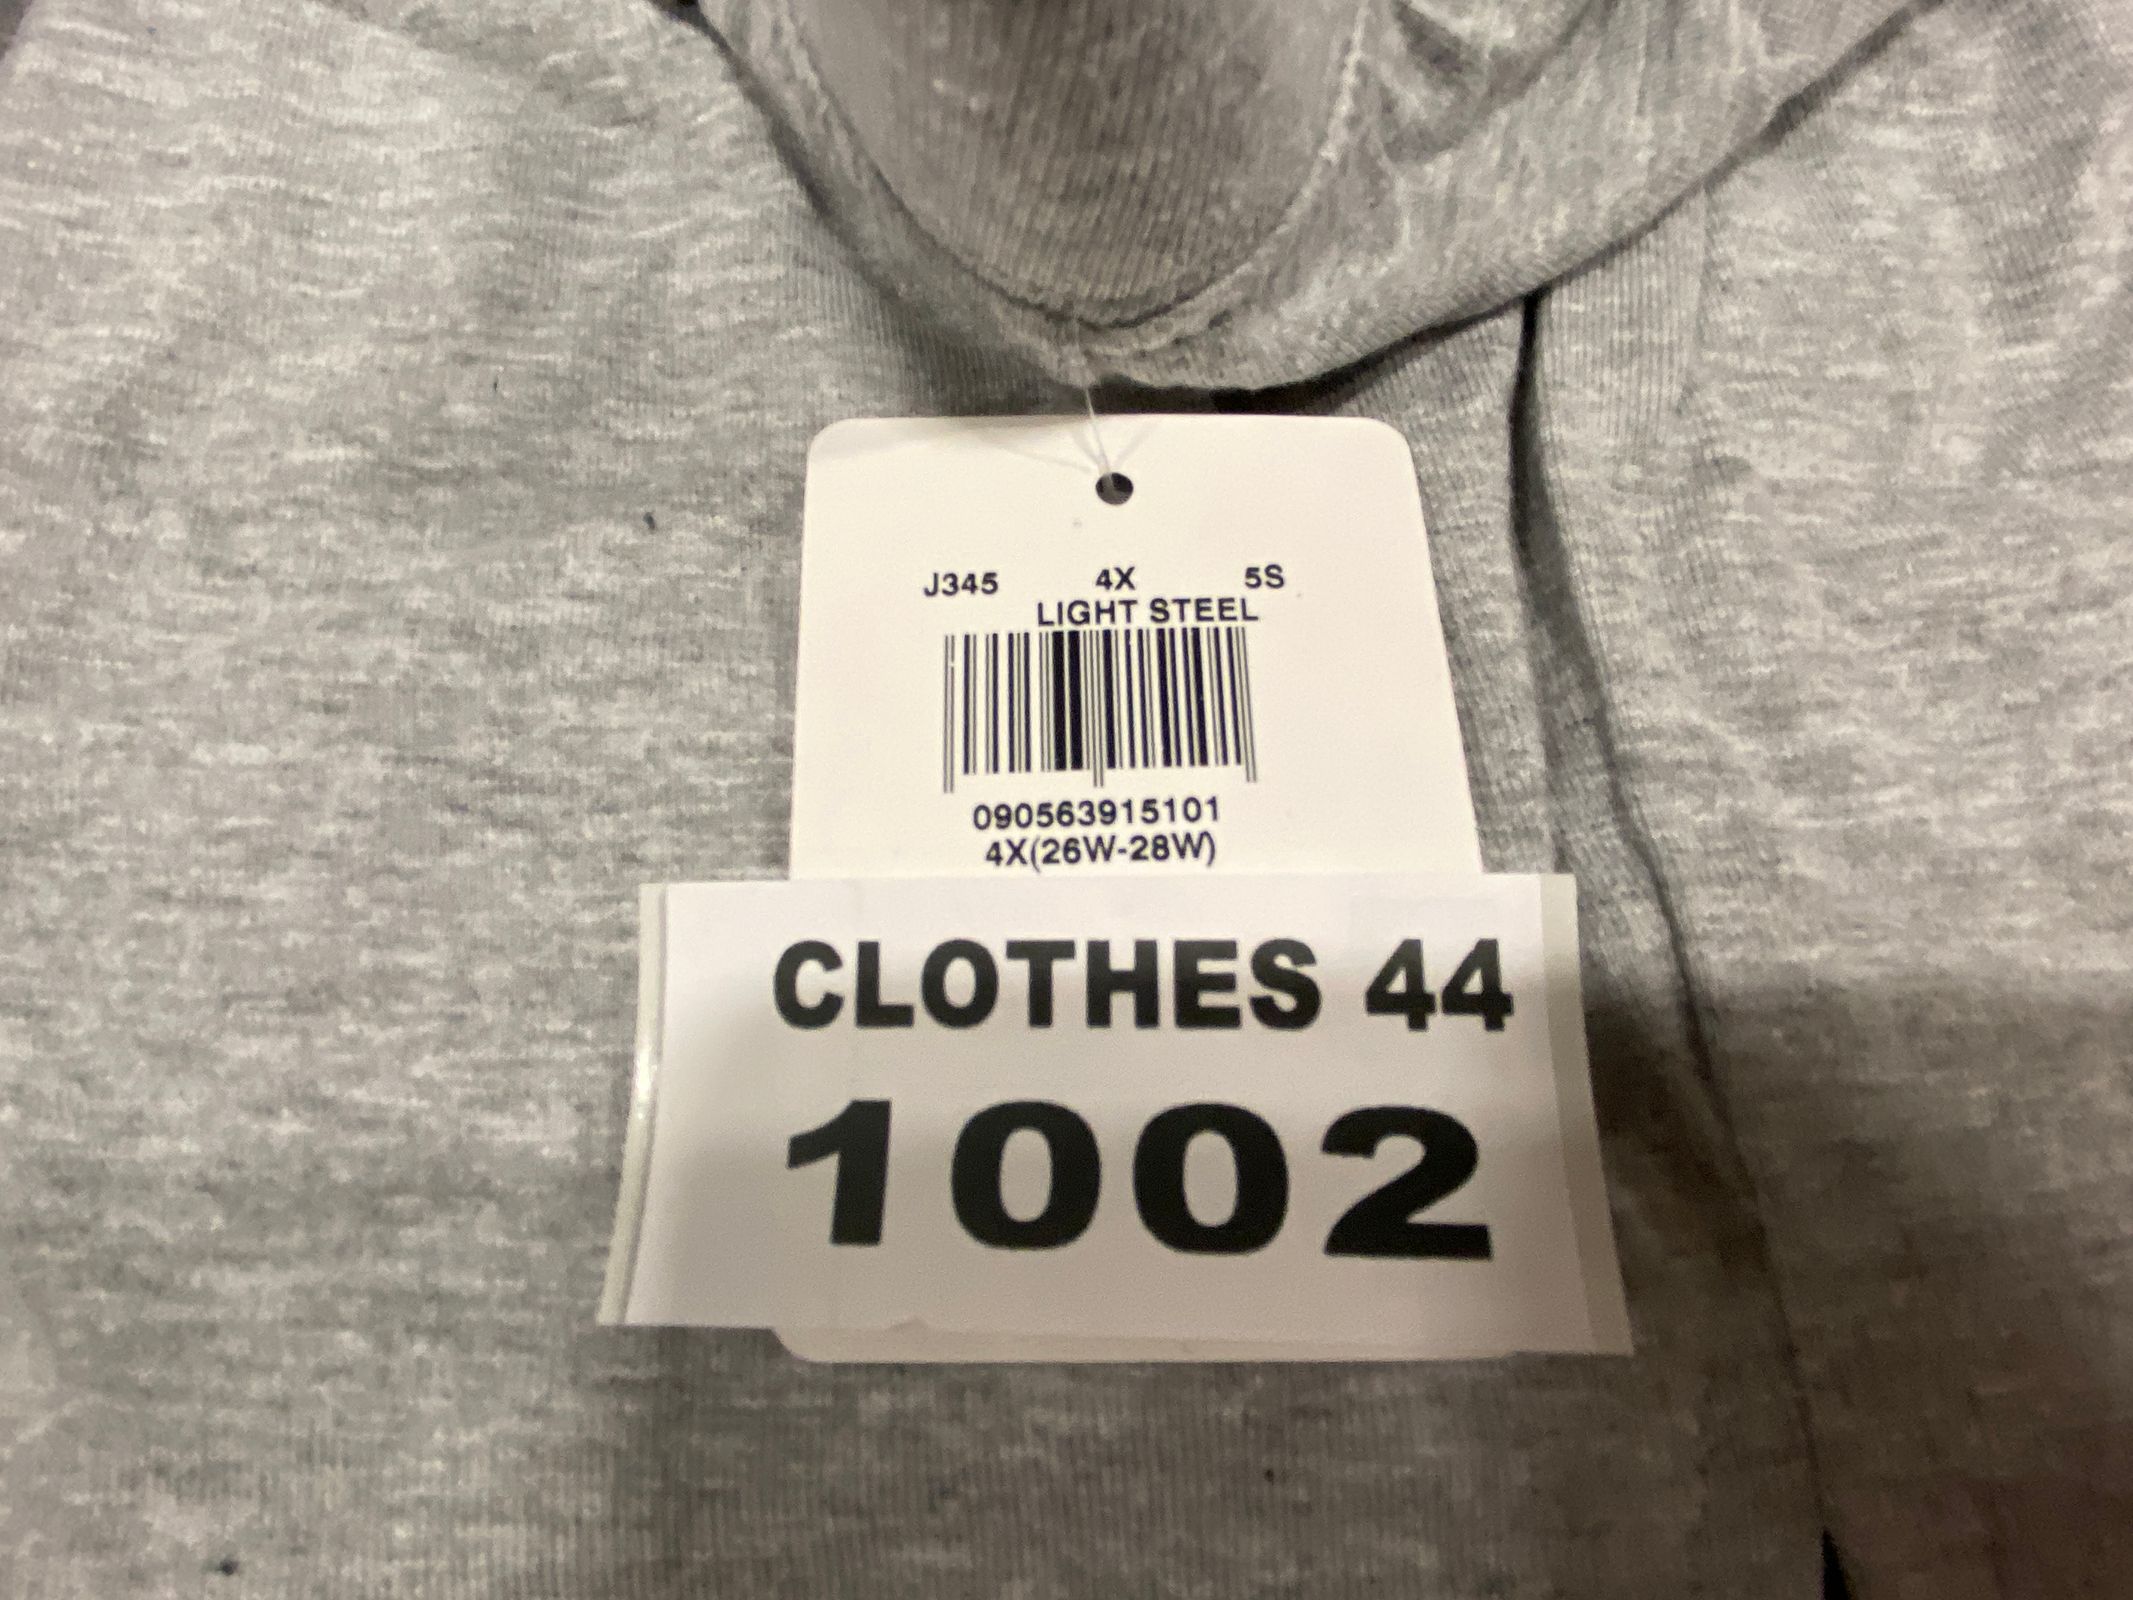 J345 4X 5S
LIGHT STEEL
090563915101
4X(26W-28W)
CLOTHES 44
1002